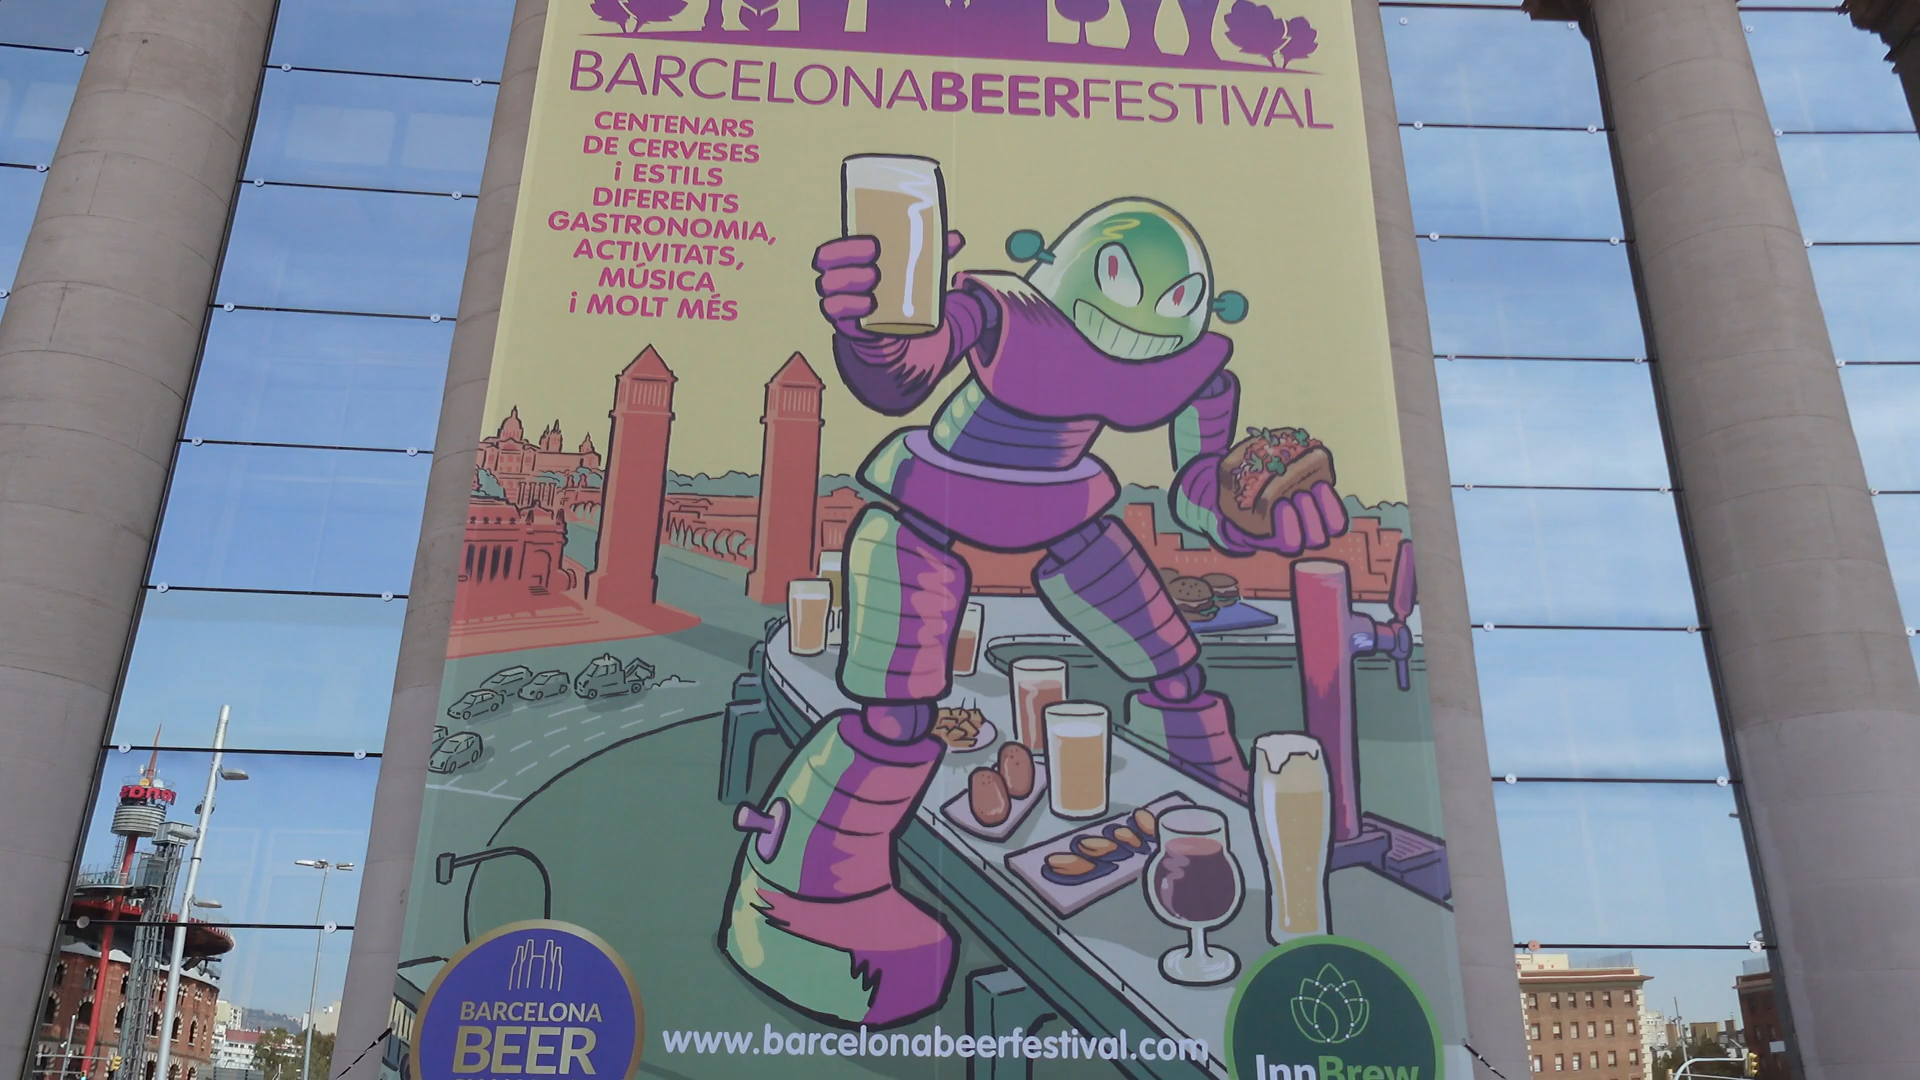 BARCELONABEERFESTIVAL
CENTENARS
DE CERVESES
i ESTILS
DIFERENTS
GASTRONOMIA,
ACTIVITATS,
MÚSICA
i MOLT MÉS
BARCELONA
BEER
www.barcelonabeerfestival.com
InnBrew